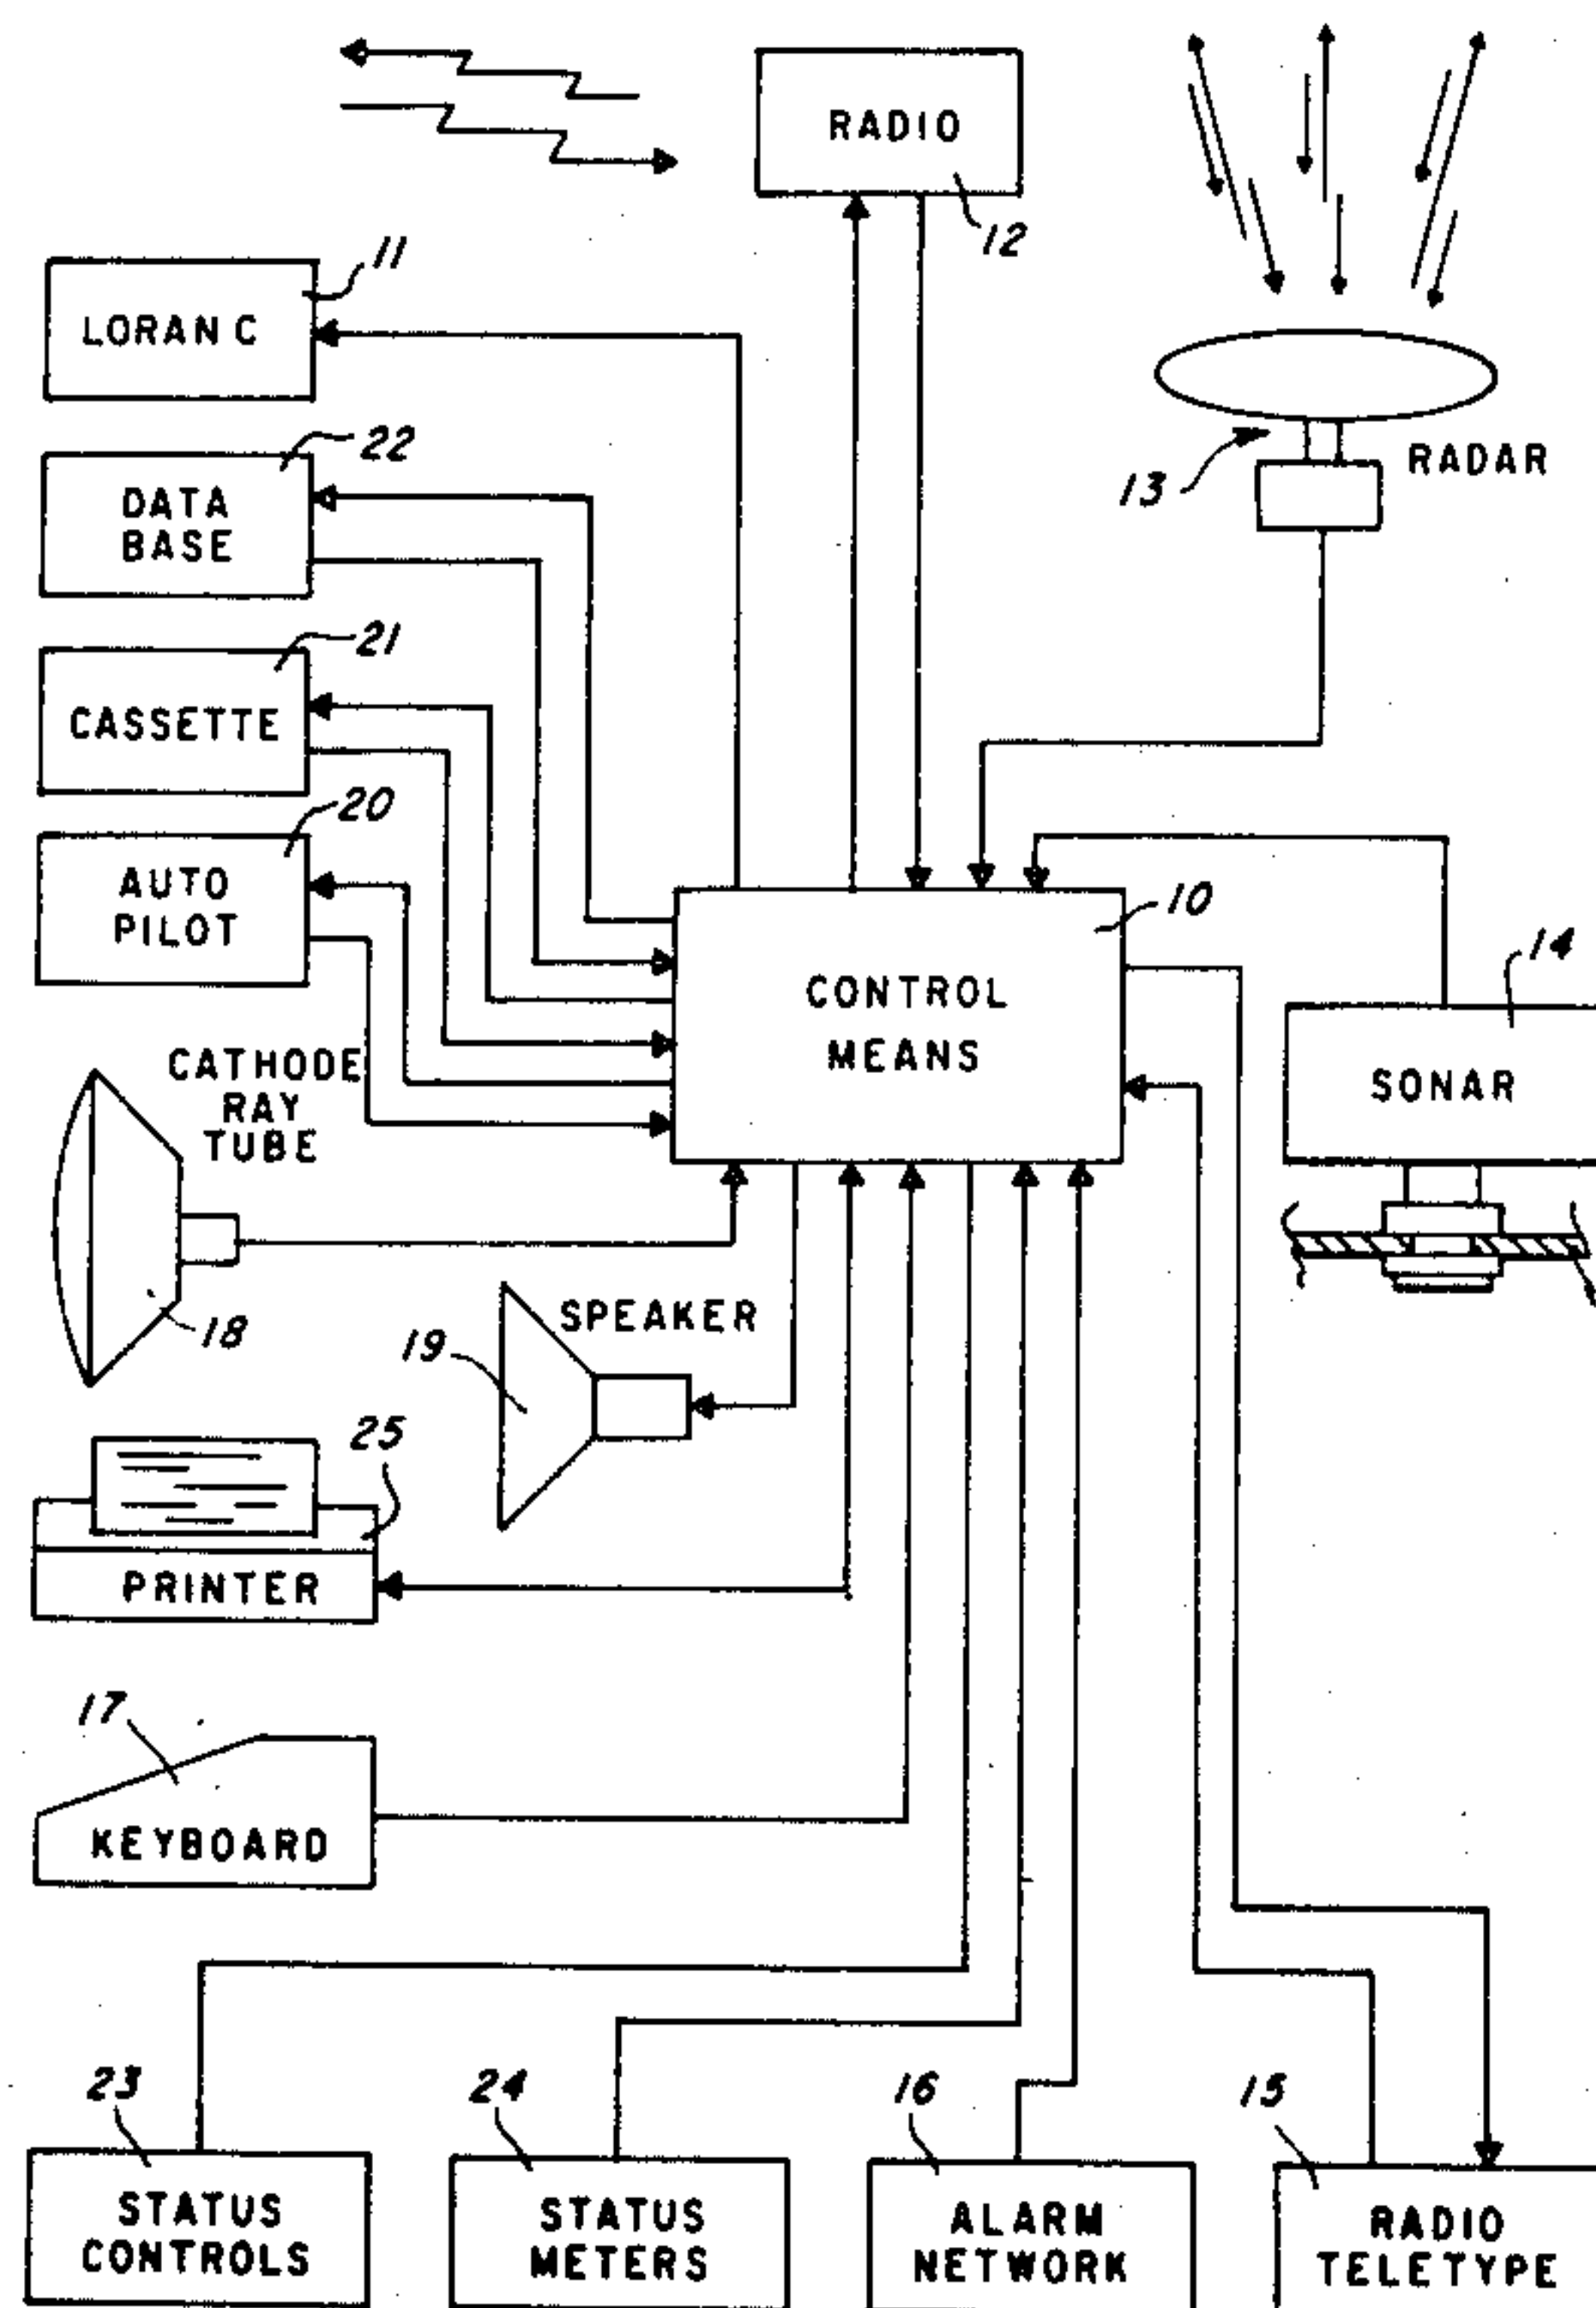 RADIO
12
11
LORAN C
22
DATA
BASE
13
RADAR
21
CASSETTE
20
AUTO
PILOT
10
CONTROL
MEANS
14
SONAR
CATHODE
RAY
TUBE
18
SPEAKER
19
25
PRINTER
17
KEYBOARD
23
STATUS
CONTROLS
24
STATUS
METERS
16
ALARM
NETWORK
15
RADIO
TELETYPE